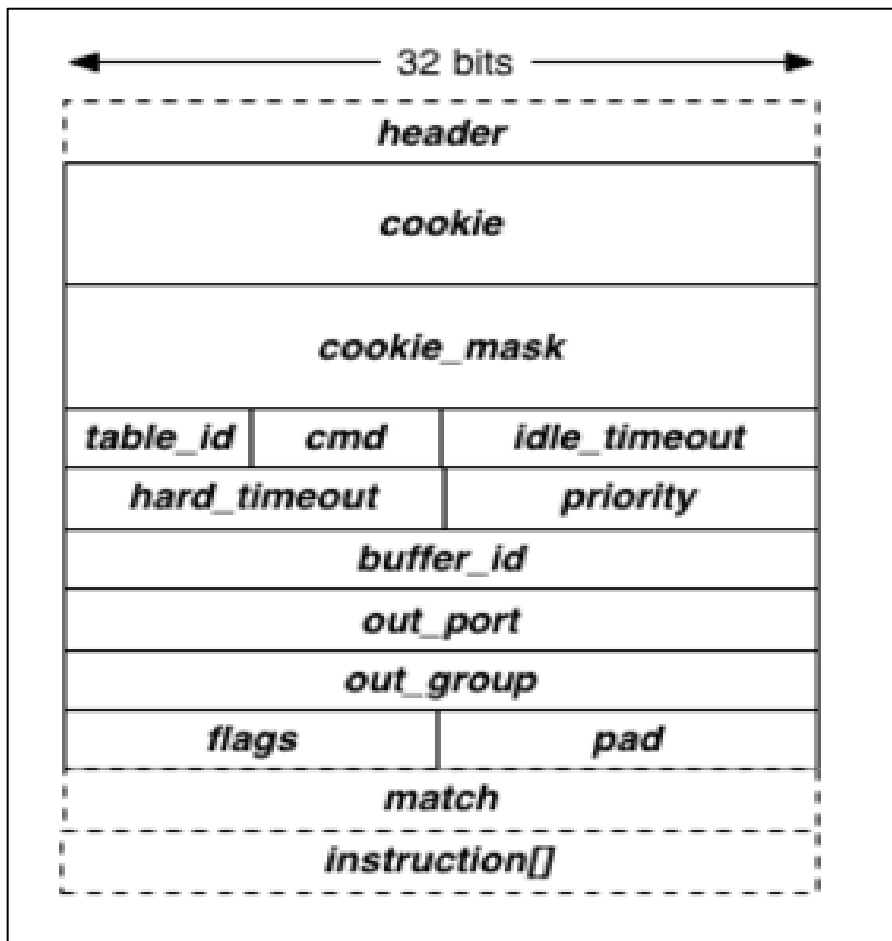 32 bits
header
cookie
cookie_mask
table_id cmd idle_timeout
hard_timeout priority
buffer_id
out_port
out_group
flags pad
match
instruction[]